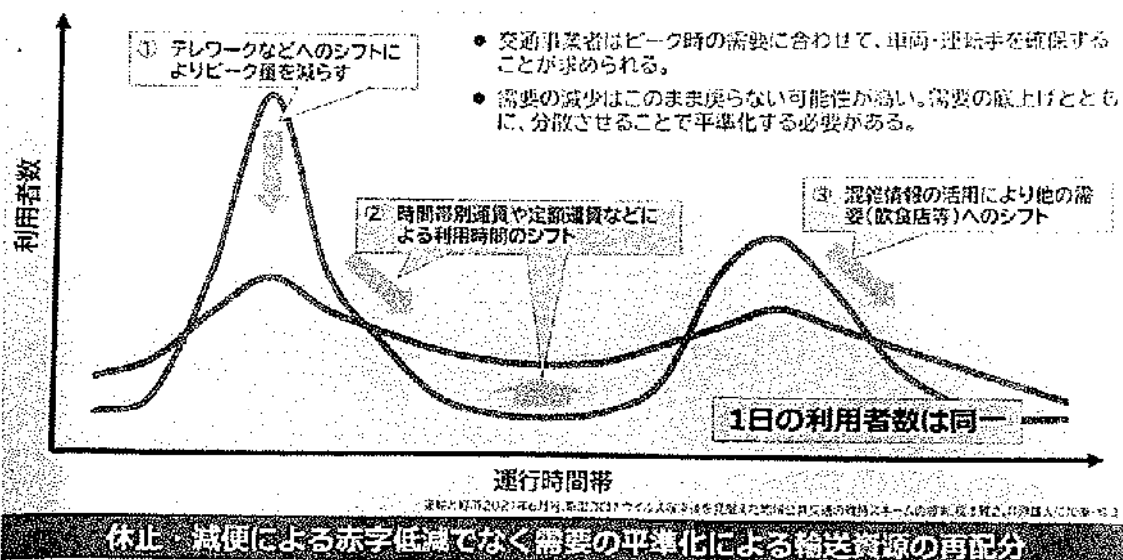 ① テレワークなどへのシフトに
よりピーク量を減らす
● 交通事業者はピーク時の需要に合わせて、車両・運転手を確保する
ことが求められる。
● 需要の減少はこのまま戻らない可能性が高い。需要の底上げととも
に、分散させることで平準化する必要がある。
② 時間帯別運賃や定額運賃などに
よる利用時間のシフト
③ 混雑情報の活用により他の需
要(飲食店等)へのシフト
利用者数
1日の利用者数は同一
運行時間帯
休止・減便による赤字低減でなく需要の平準化による輸送資源の再配分